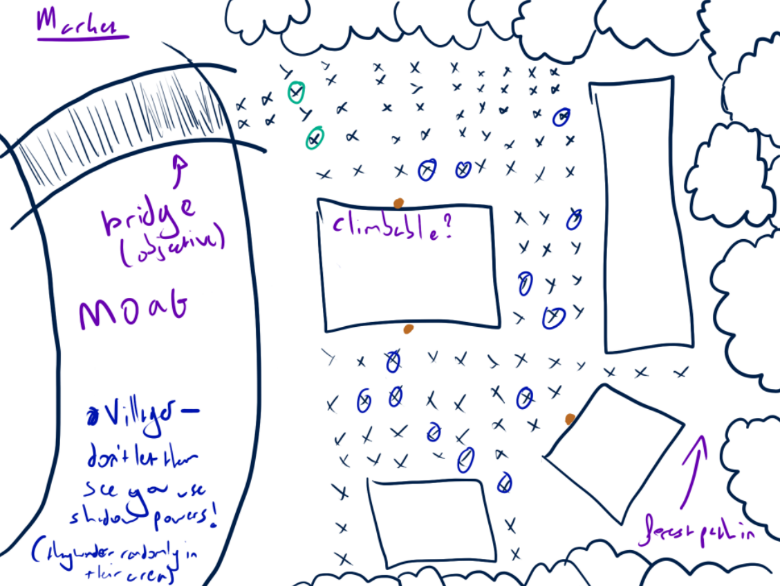 Market
bridge
(objective)
climbable?
Moat
Villager –
don't let them
see you use
shadow powers!
(they wander randomly in
their area)
forest path in